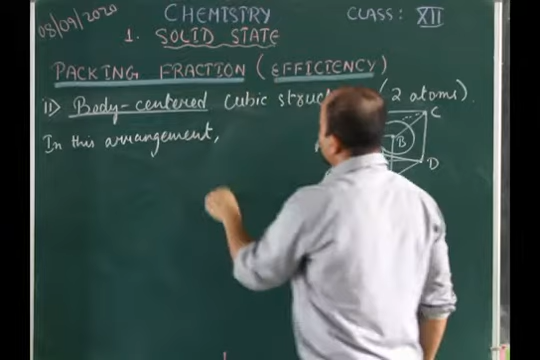 08/09/2020
CHEMISTRY
CLASS: XII
1. SOLID STATE
PACKING FRACTION (EFFICIENCY)
II) Body-centered cubic struc (2 atoms).
In this arrangement,
C
B
D